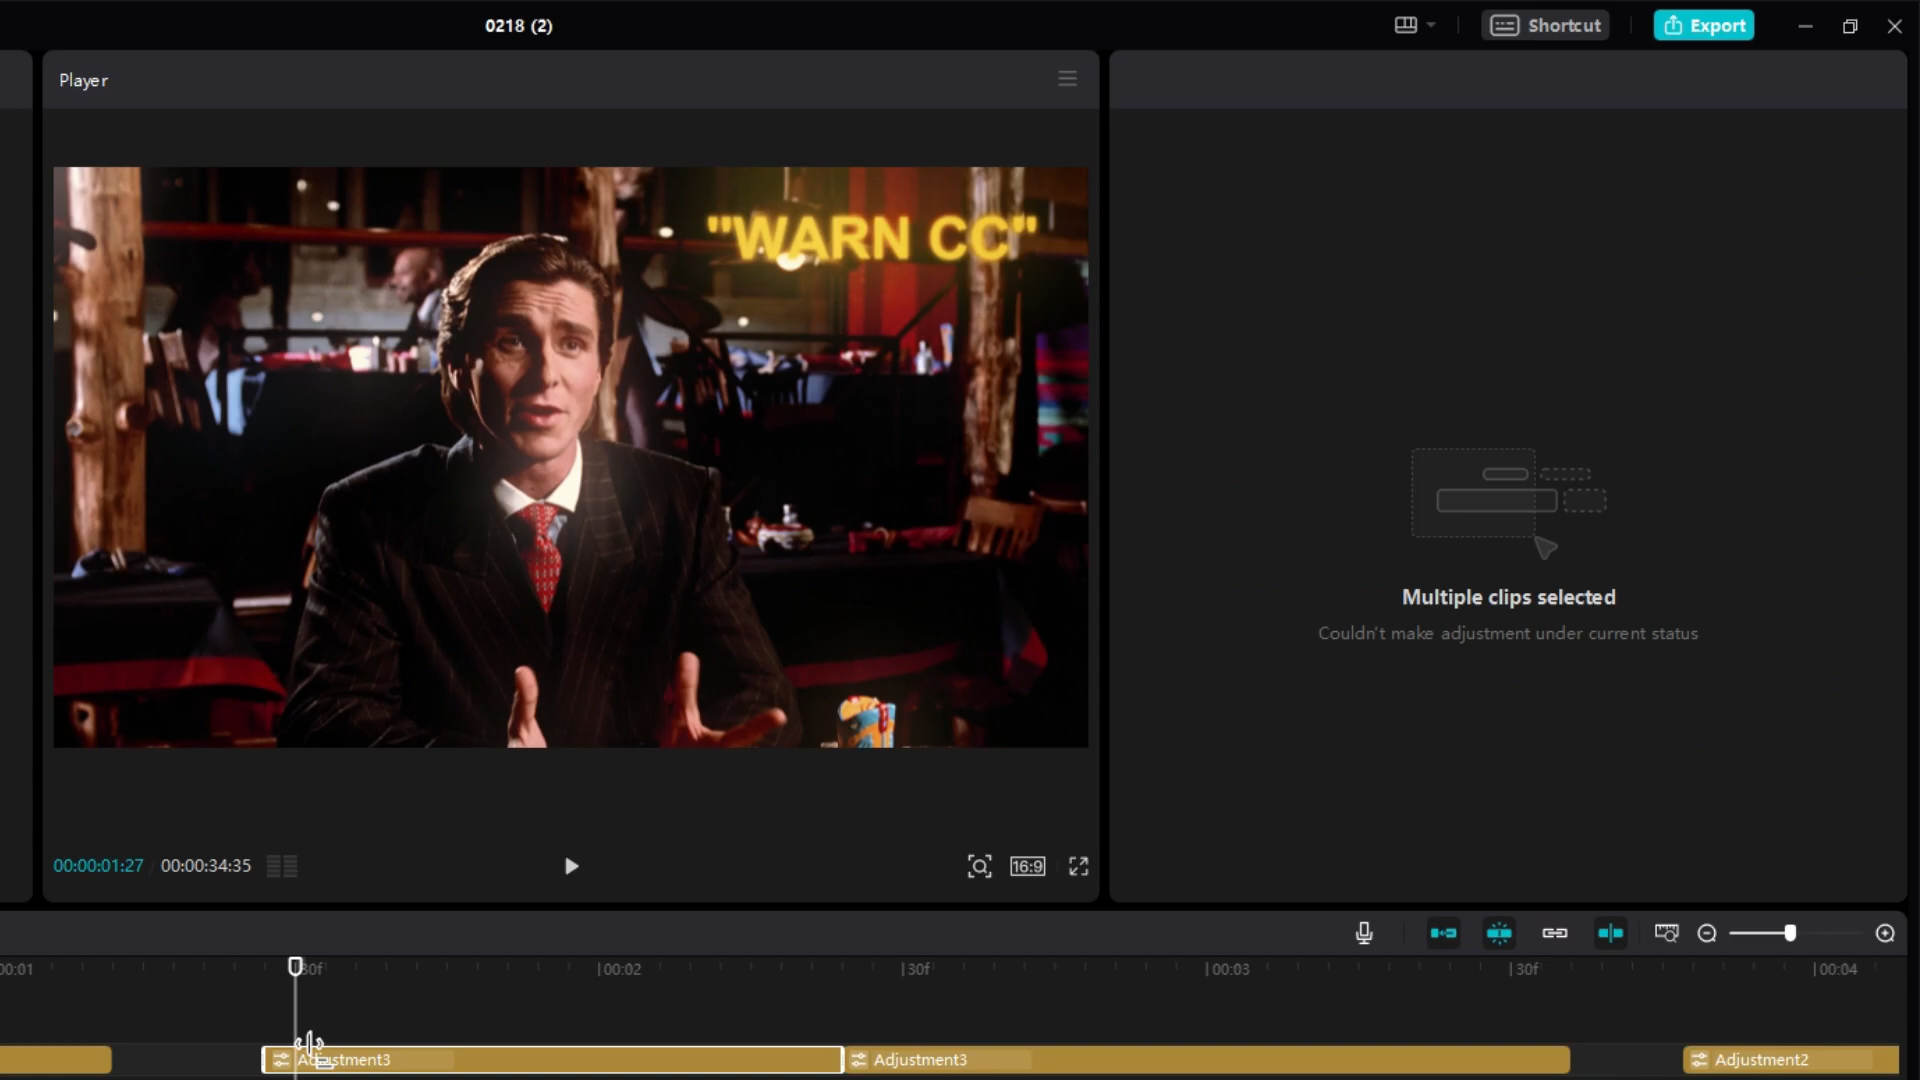 0218 (2)
Shortcut
Export
Player
"WARN CC"
Multiple clips selected
Couldn't make adjustment under current status
00:00:01:27 00:00:34:35
16:9
00:01 30f 00:02 30f 00:03 30f 00:04
Adjustment3 Adjustment3 Adjustment2